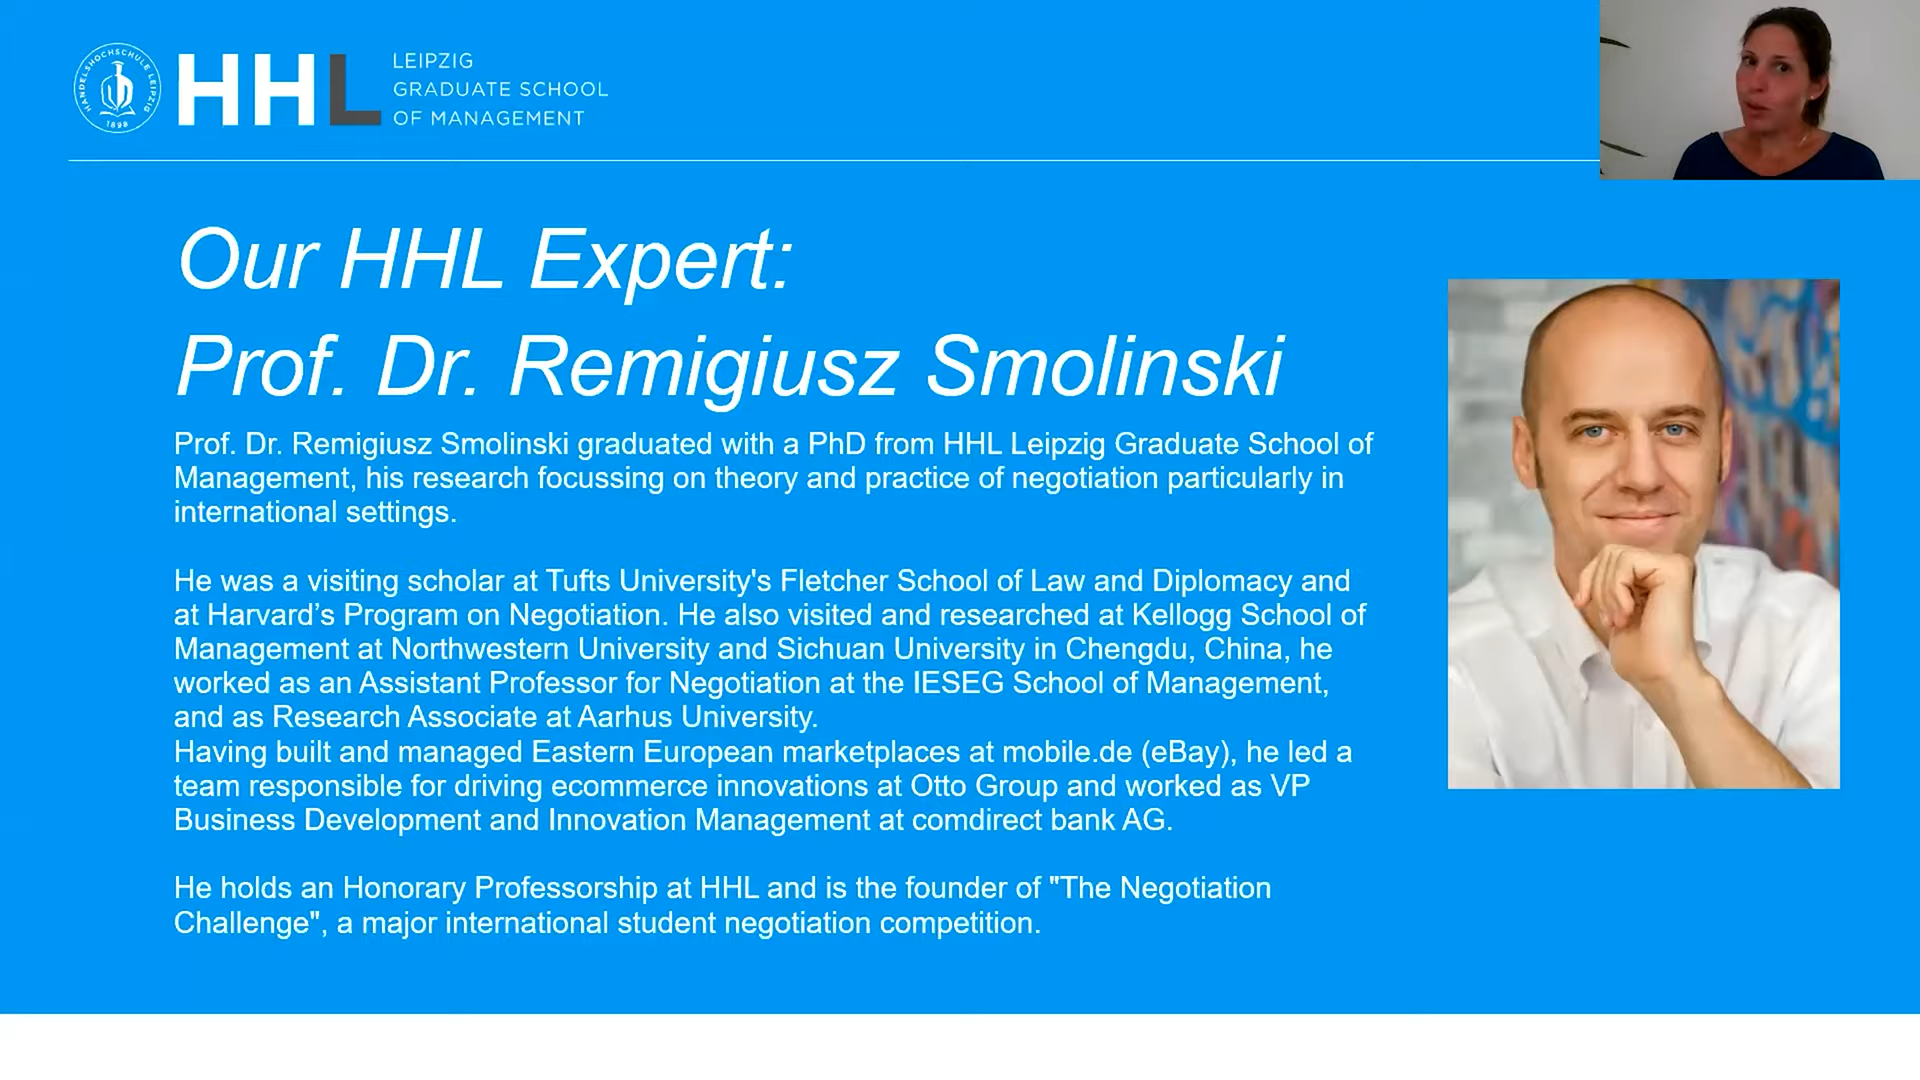 HANDELSHOCHSCHULE LEIPZIG
1898
HHL
LEIPZIG
GRADUATE SCHOOL
OF MANAGEMENT
Our HHL Expert:
Prof. Dr. Remigiusz Smolinski
Prof. Dr. Remigiusz Smolinski graduated with a PhD from HHL Leipzig Graduate School of
Management, his research focussing on theory and practice of negotiation particularly in
international settings.
He was a visiting scholar at Tufts University's Fletcher School of Law and Diplomacy and
at Harvard’s Program on Negotiation. He also visited and researched at Kellogg School of
Management at Northwestern University and Sichuan University in Chengdu, China, he
worked as an Assistant Professor for Negotiation at the IESEG School of Management,
and as Research Associate at Aarhus University.
Having built and managed Eastern European marketplaces at mobile.de (eBay), he led a
team responsible for driving ecommerce innovations at Otto Group and worked as VP
Business Development and Innovation Management at comdirect bank AG.
He holds an Honorary Professorship at HHL and is the founder of "The Negotiation
Challenge", a major international student negotiation competition.